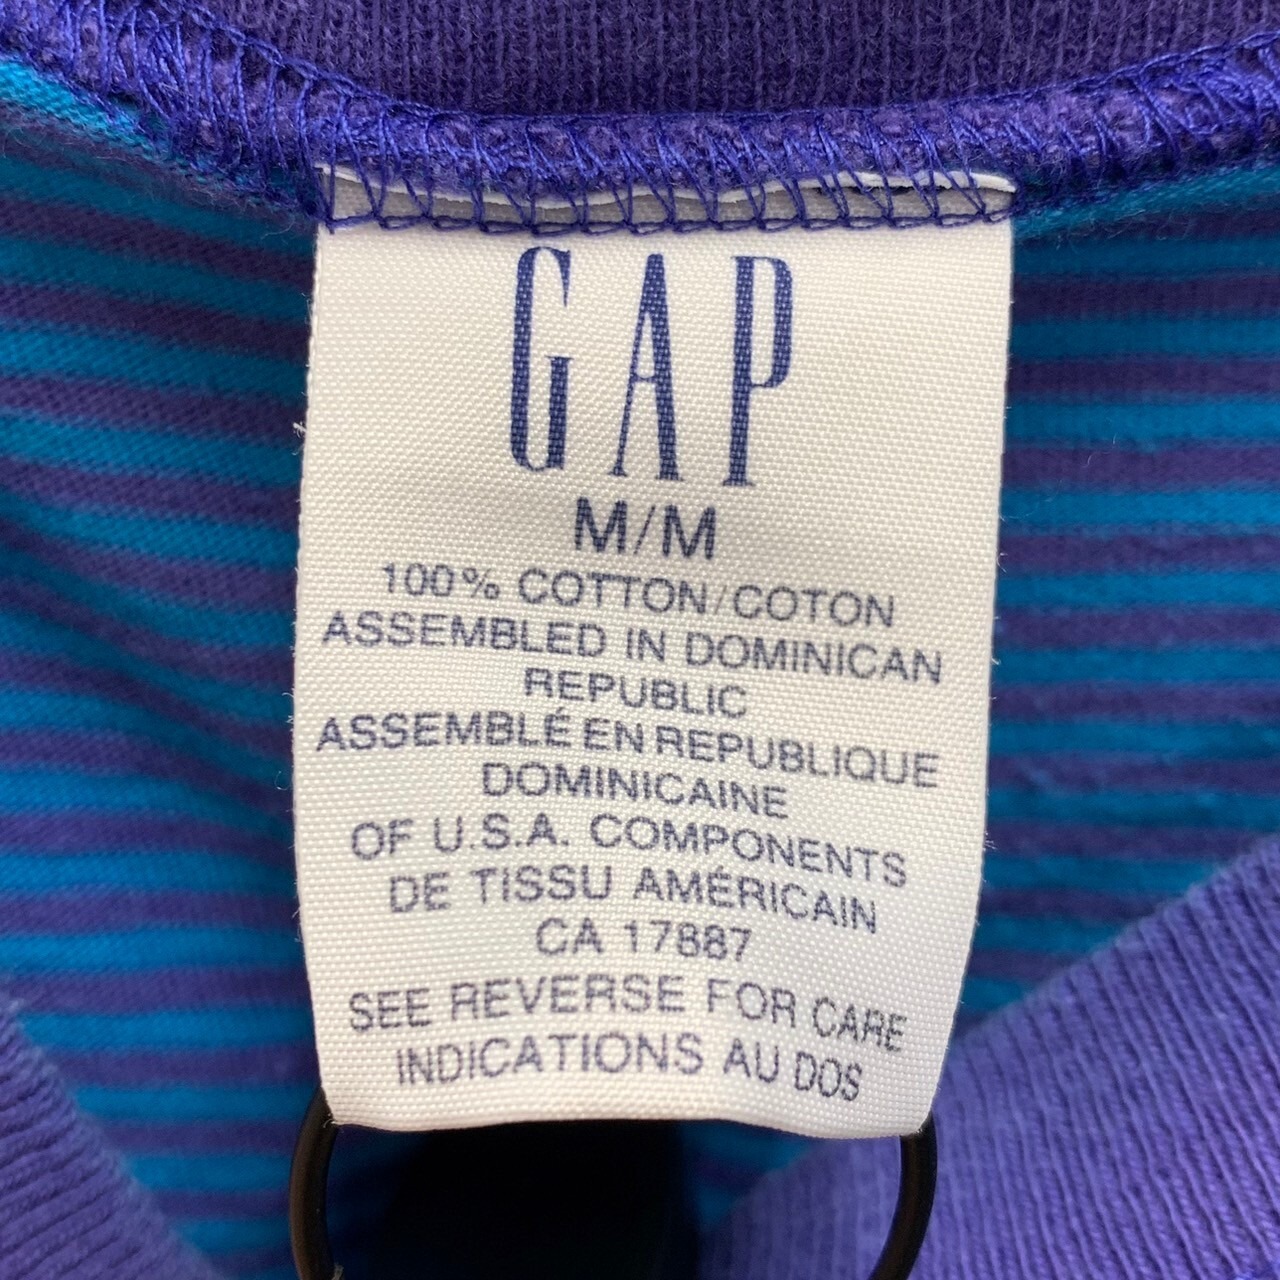 GAP
M/M
100% COTTON/COTON
ASSEMBLED IN DOMINICAN
REPUBLIC
ASSEMBLÉ EN REPUBLIQUE
DOMINICAINE
OF U.S.A. COMPONENTS
DE TISSU AMÉRICAIN
CA 17887
SEE REVERSE FOR CARE
INDICATIONS AU DOS